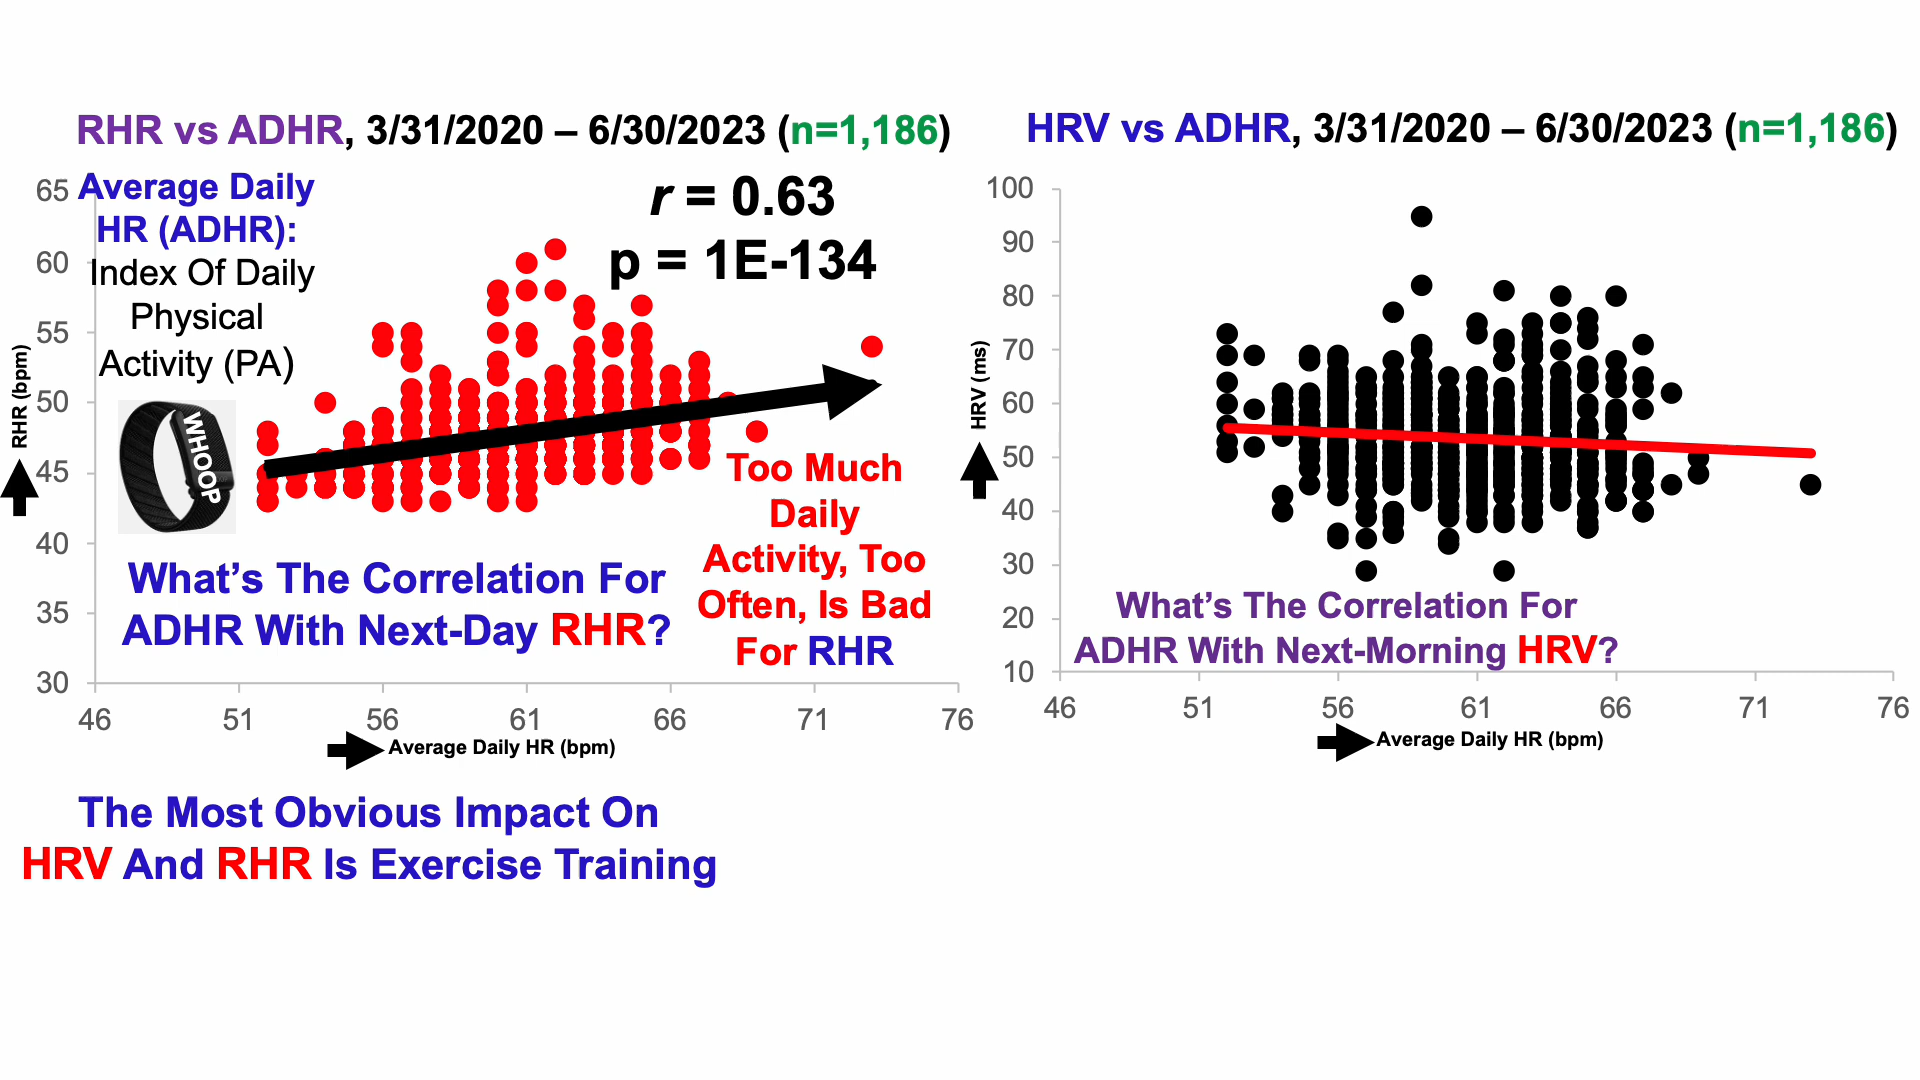 RHR vs ADHR, 3/31/2020 – 6/30/2023 (n=1,186)
Average Daily
HR (ADHR):
Index Of Daily
Physical
Activity (PA)
r = 0.63
p = 1E-134
65
60
55
50
45
40
35
30
RHR (bpm)
WHOOP
What's The Correlation For
ADHR With Next-Day RHR?
Too Much
Daily
Activity, Too
Often, Is Bad
For RHR
46 51 56 61 66 71 76
Average Daily HR (bpm)
The Most Obvious Impact On
HRV And RHR Is Exercise Training
HRV vs ADHR, 3/31/2020 – 6/30/2023 (n=1,186)
100
90
80
70
60
50
40
30
20
10
HRV (ms)
What's The Correlation For
ADHR With Next-Morning HRV?
46 51 56 61 66 71 76
Average Daily HR (bpm)